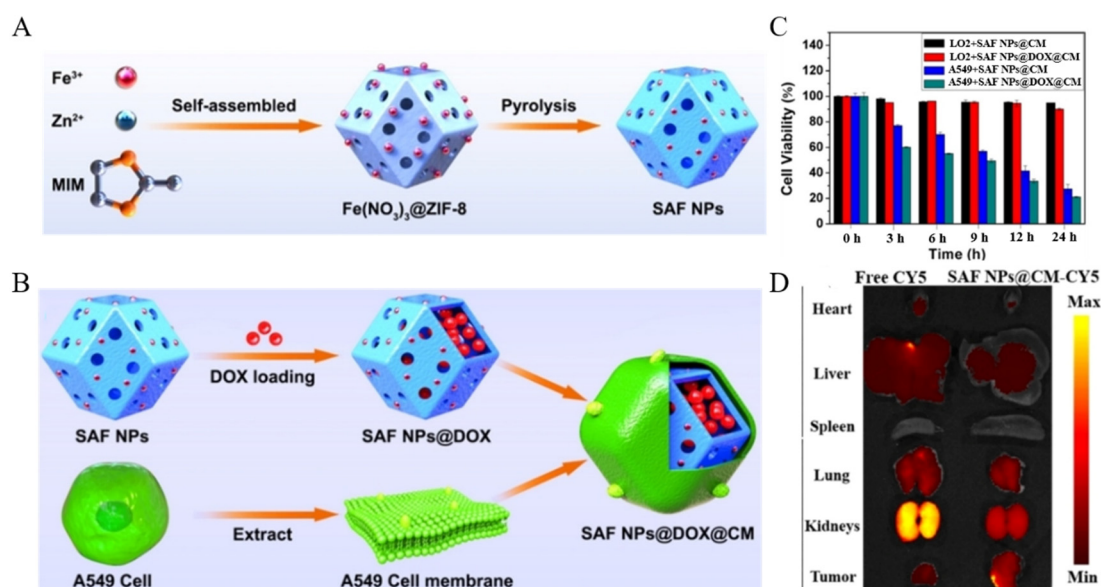 A
Fe³⁺
Zn²⁺
MIM
Self-assembled
Fe(NO₃)₃@ZIF-8
Pyrolysis
SAF NPs
B
SAF NPs
DOX loading
SAF NPs@DOX
A549 Cell
Extract
A549 Cell membrane
SAF NPs@DOX@CM
C
Cell Viability (%)
140
120
100
80
60
40
20
0
LO2+SAF NPs@CM
LO2+SAF NPs@DOX@CM
A549+SAF NPs@CM
A549+SAF NPs@DOX@CM
0 h 3 h 6 h 9 h 12 h 24 h
Time (h)
D
Free CY5 SAF NPs@CM-CY5
Heart
Liver
Spleen
Lung
Kidneys
Tumor
Max
Min